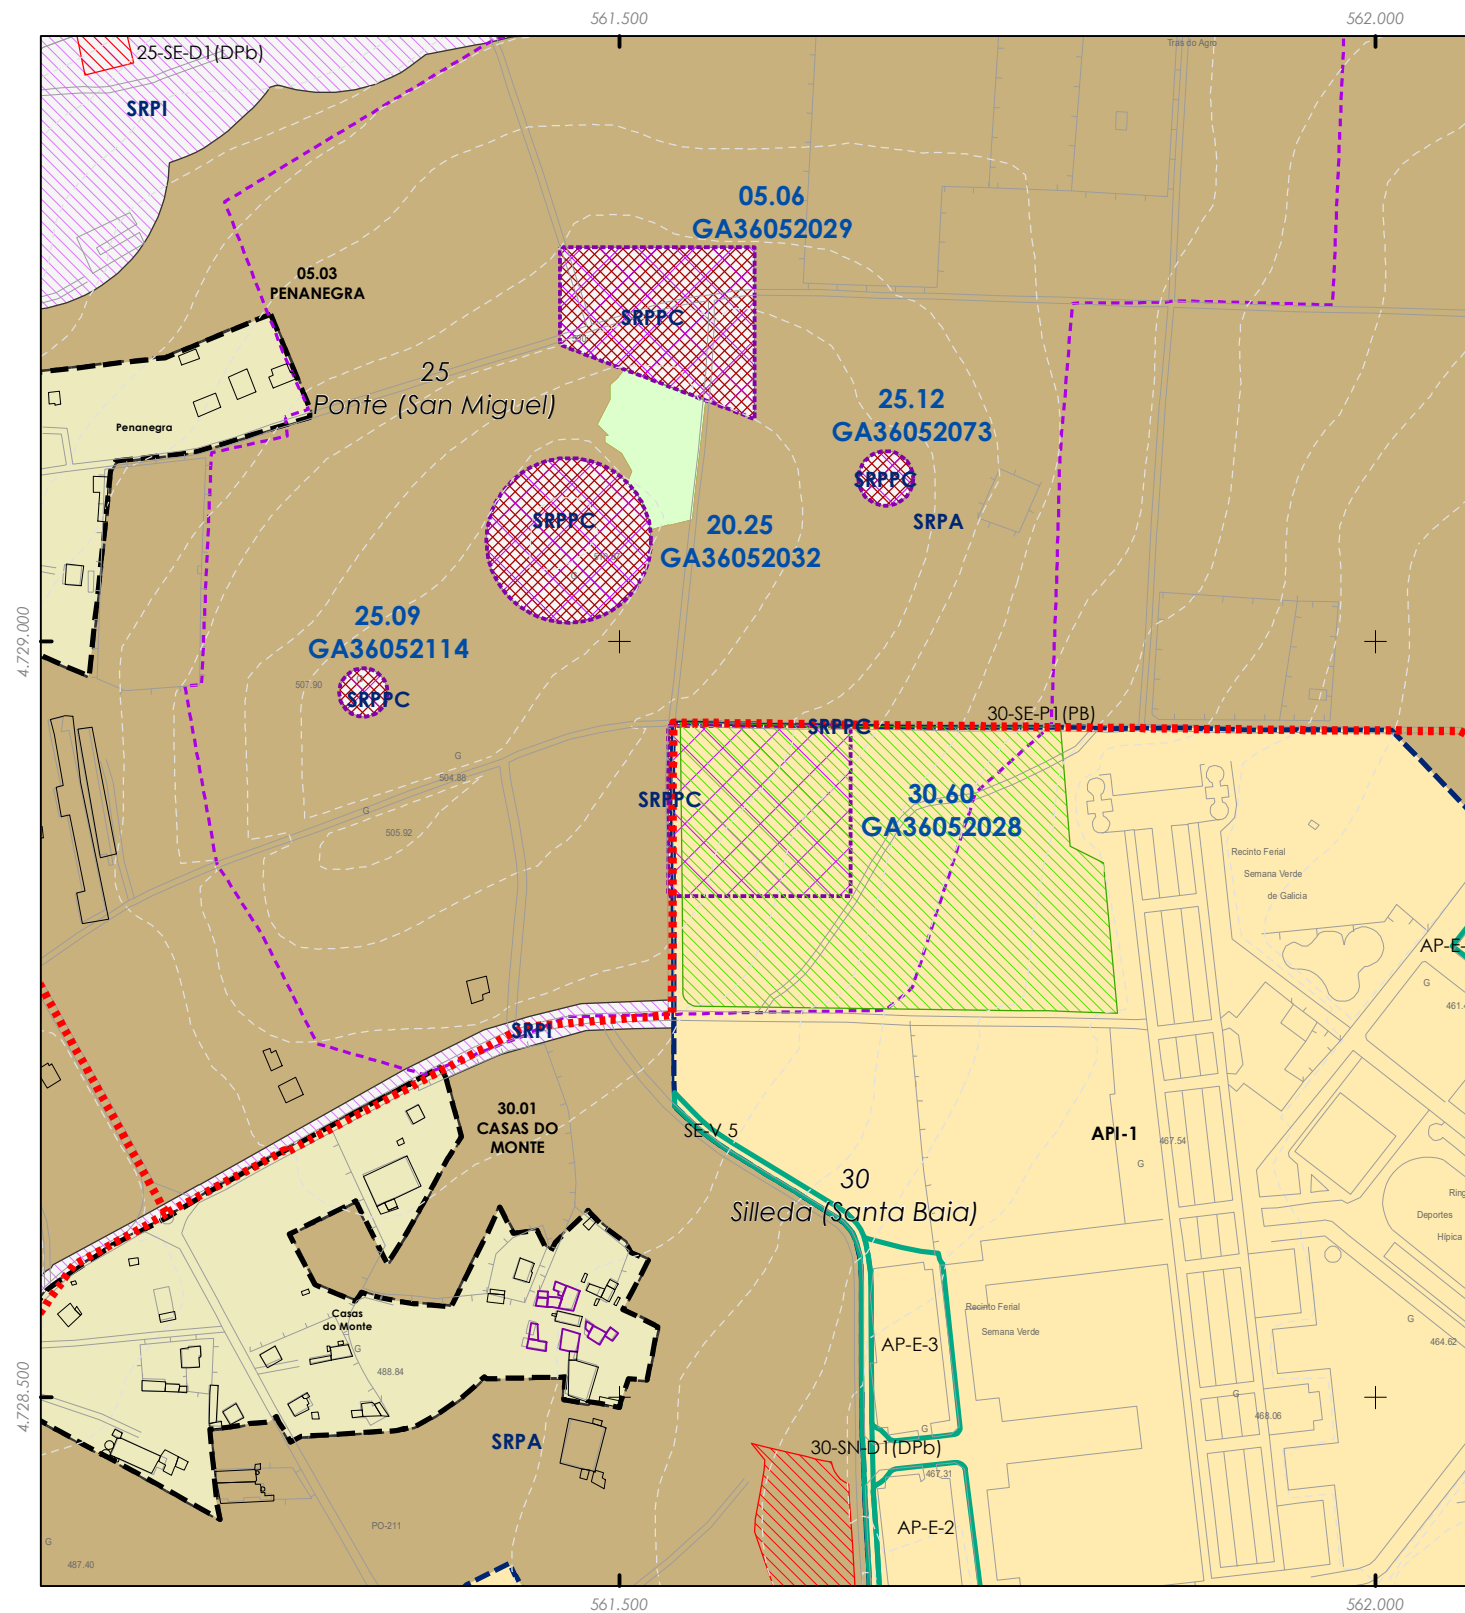 561.500
562.000
25-SE-D1(DPb)
Tras do Agro
SRPI
05.06
GA36052029
05.03
PENANEGRA
SRPPC
25
Ponte (San Miguel)
25.12
GA36052073
Penanegra
SRPPC
SRPPC
SRPA
20.25
GA36052032
G
4.729.000
25.09
GA36052114
507.90
SRPPC
30-SE-P1(PB)
SRPPC
G
504.88
SRPPC
30.60
GA36052028
G
505.92
Recinto Ferial
Semana Verde
de Galicia
AP-E-
G
461.
SRPI
30.01
CASAS DO
MONTE
SE-V 5
API-1
467.54
G
30
Silleda (Santa Baia)
Ring
Deportes
Hípica
Casas
do Monte
G
488.84
Recinto Ferial
Semana Verde
AP-E-3
G
464.62
4.728.500
G
468.06
G
SRPA
30-SN-D1(DPb)
467.31
PO-211
AP-E-2
G
487.40
561.500
562.000